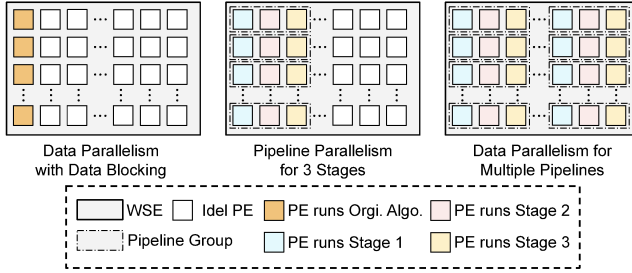 Data Parallelism
with Data Blocking
Pipeline Parallelism
for 3 Stages
Data Parallelism for
Multiple Pipelines
WSE
Idel PE
PE runs Orgi. Algo.
PE runs Stage 2
Pipeline Group
PE runs Stage 1
PE runs Stage 3